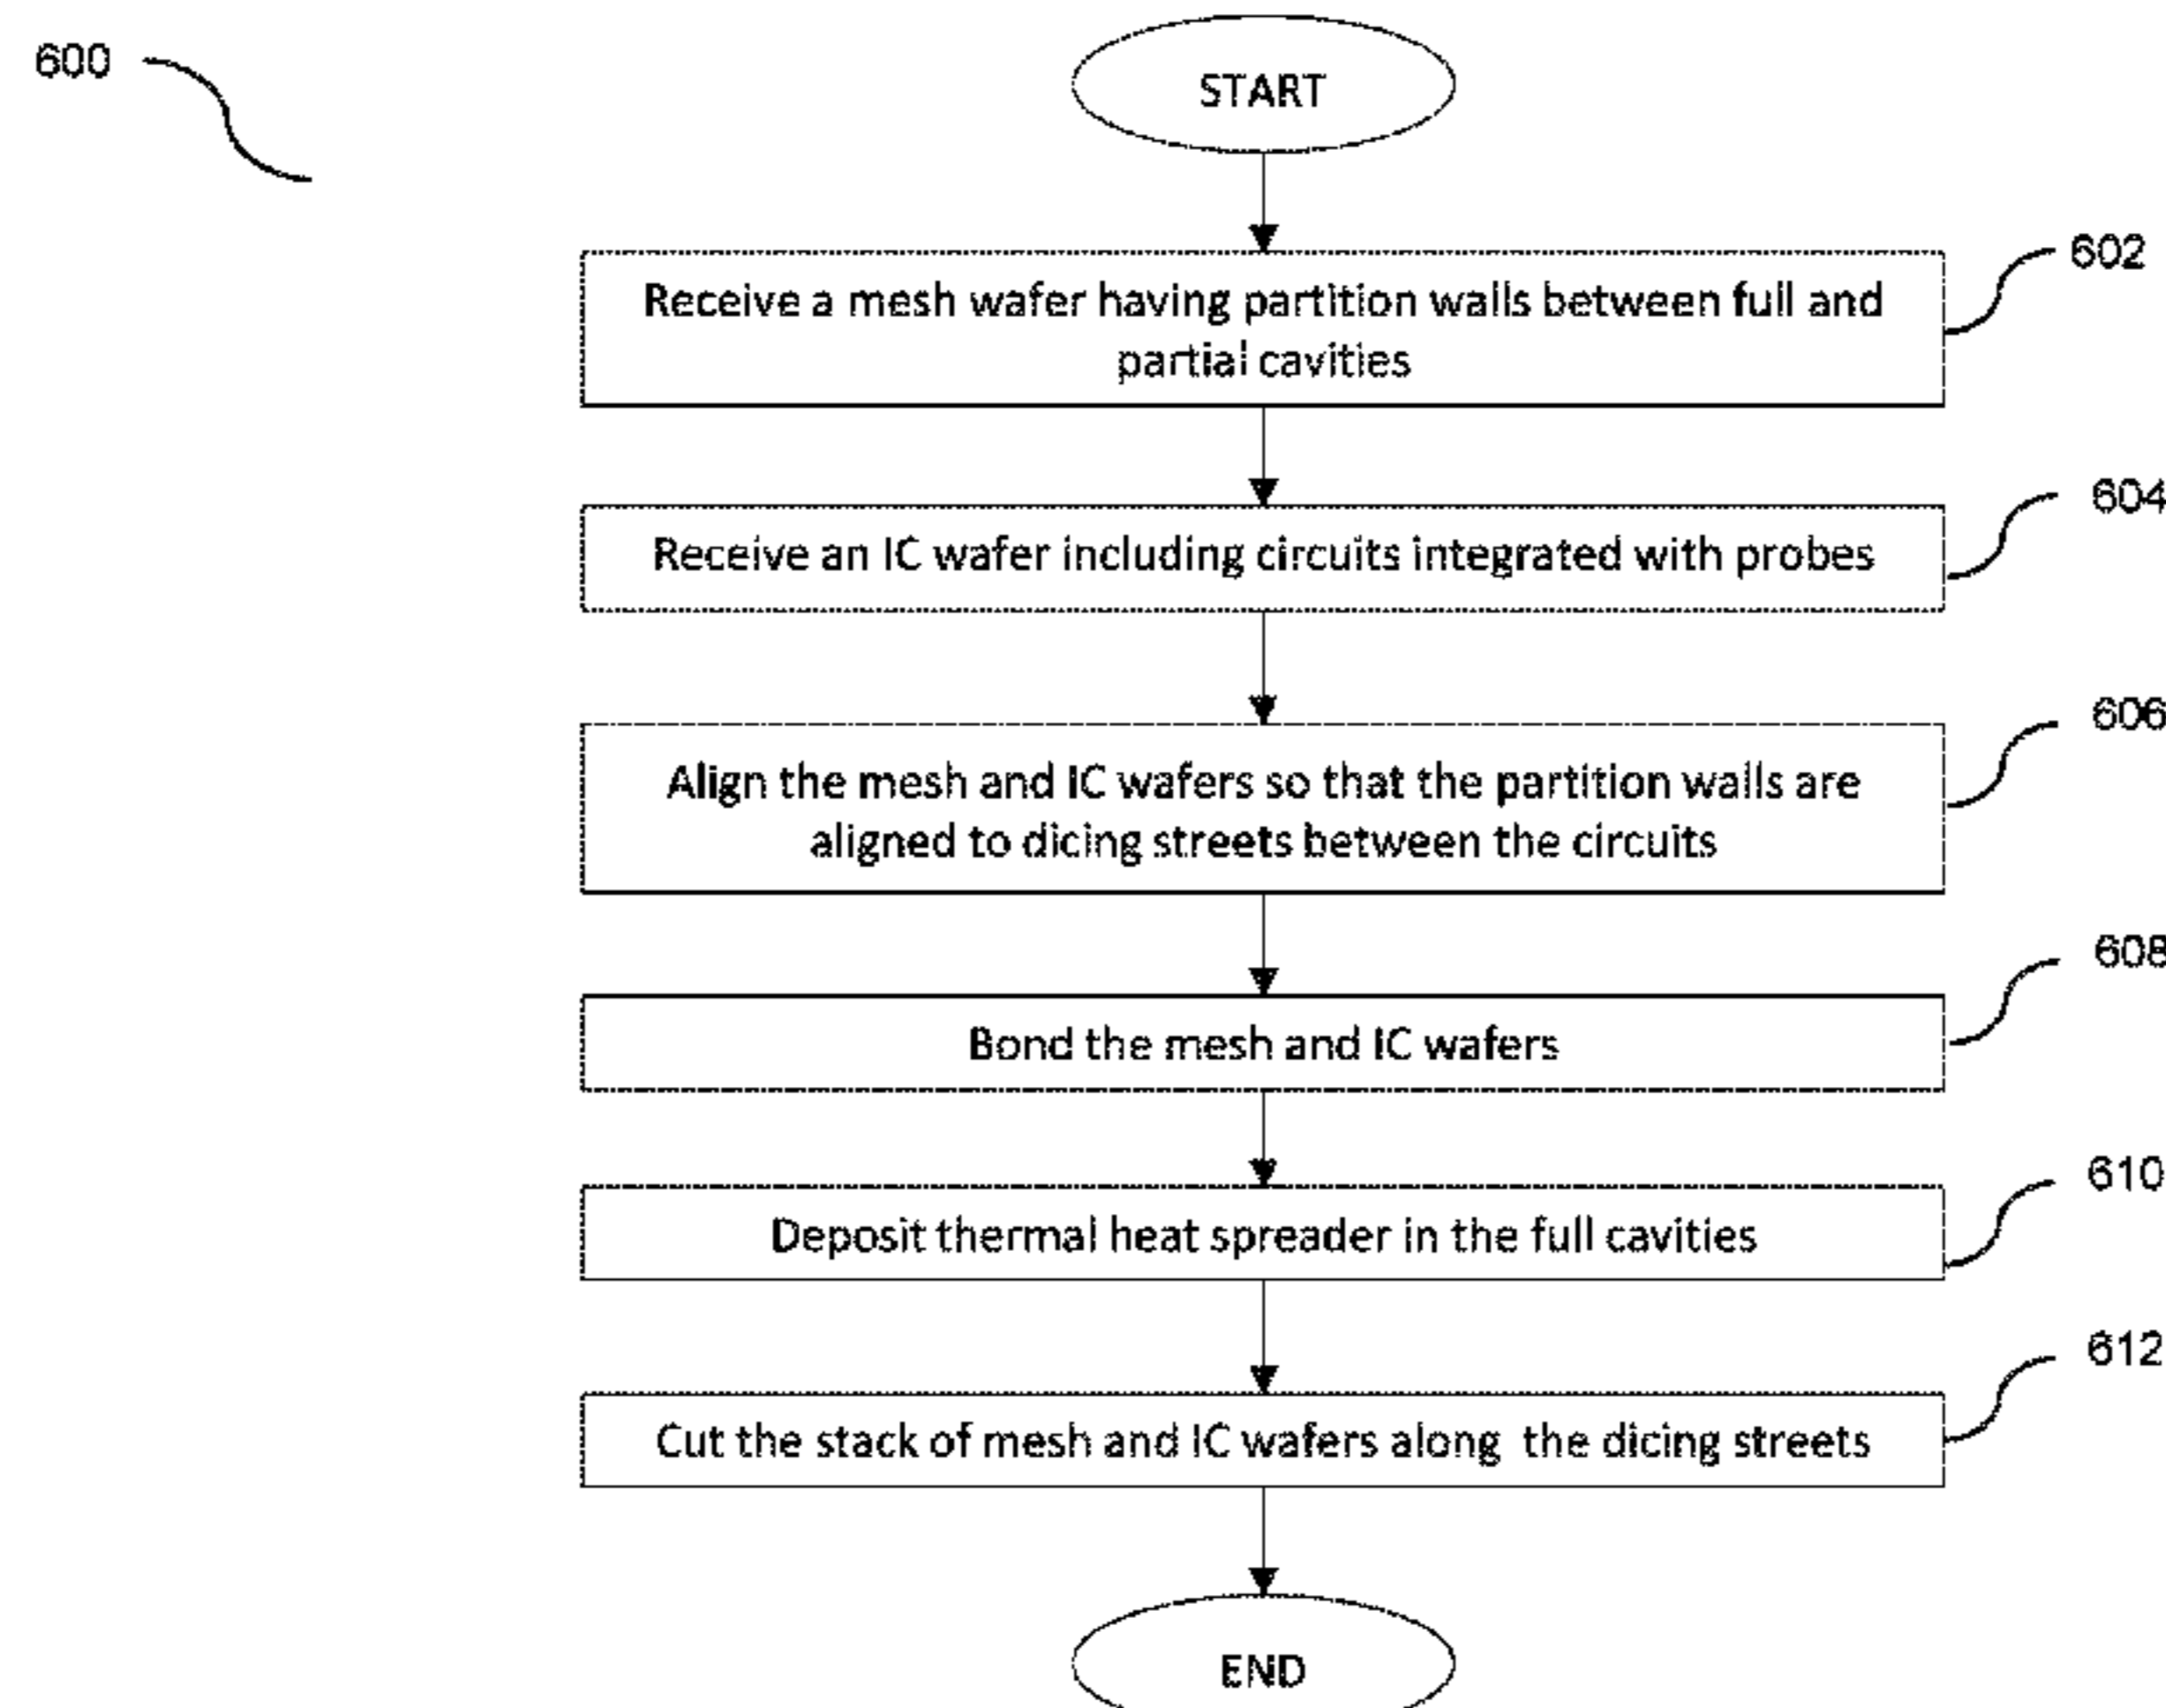 600
START
602
Receive a mesh wafer having partition walls between full and
partial cavities
604
Receive an IC wafer including circuits integrated with probes
606
Align the mesh and IC wafers so that the partition walls are
aligned to dicing streets between the circuits
608
Bond the mesh and IC wafers
610
Deposit thermal heat spreader in the full cavities
612
Cut the stack of mesh and IC wafers along the dicing streets
END